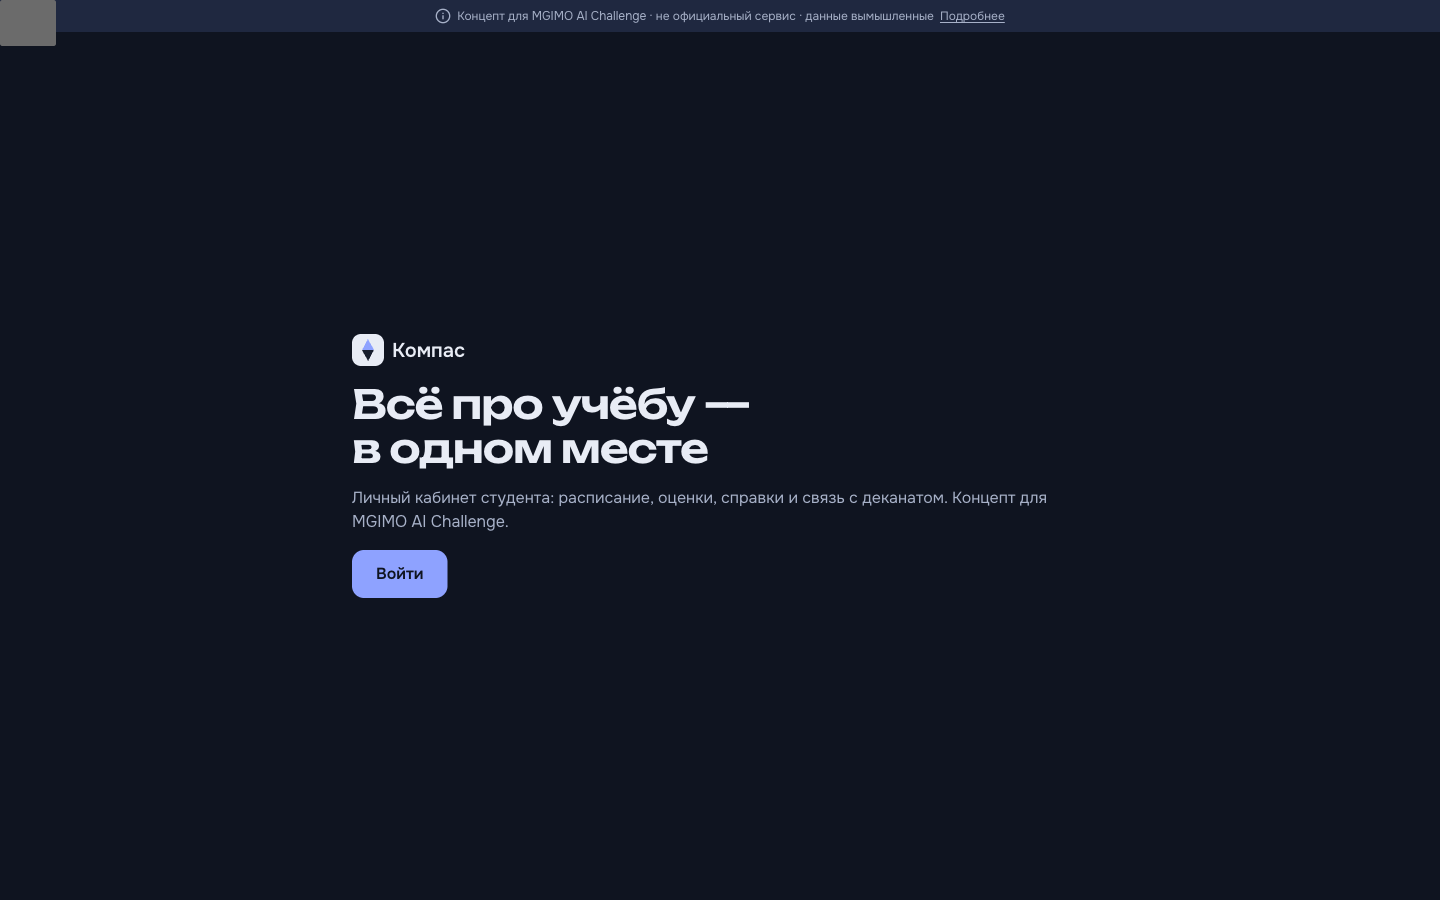 Концепт для MGIMO AI Challenge · не официальный сервис · данные вымышленные Подробнее
Компас
Всё про учёбу —
в одном месте
Личный кабинет студента: расписание, оценки, справки и связь с деканатом. Концепт для
MGIMO AI Challenge.
Войти